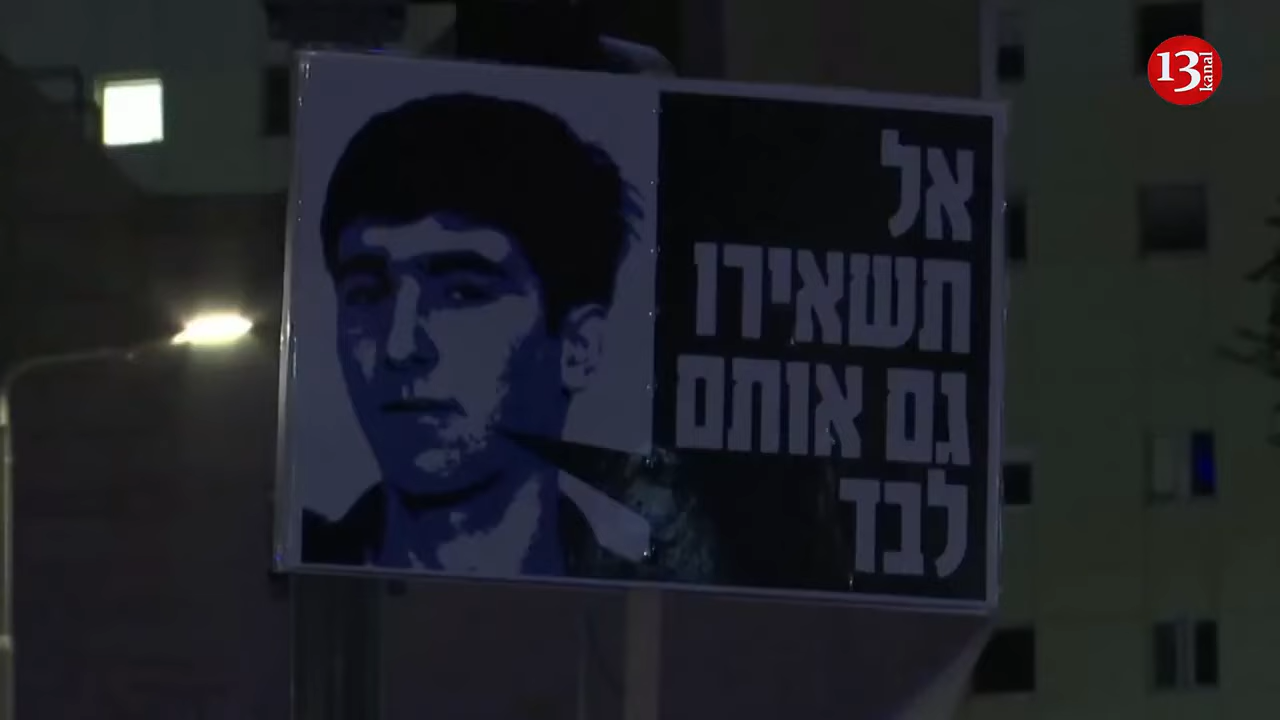 13 kanal
אל
תשאירו
גם אותם
לבד